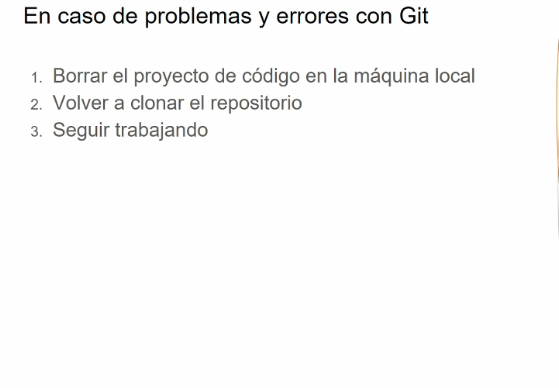 En caso de problemas y errores con Git
1. Borrar el proyecto de código en la máquina local
2. Volver a clonar el repositorio
3. Seguir trabajando